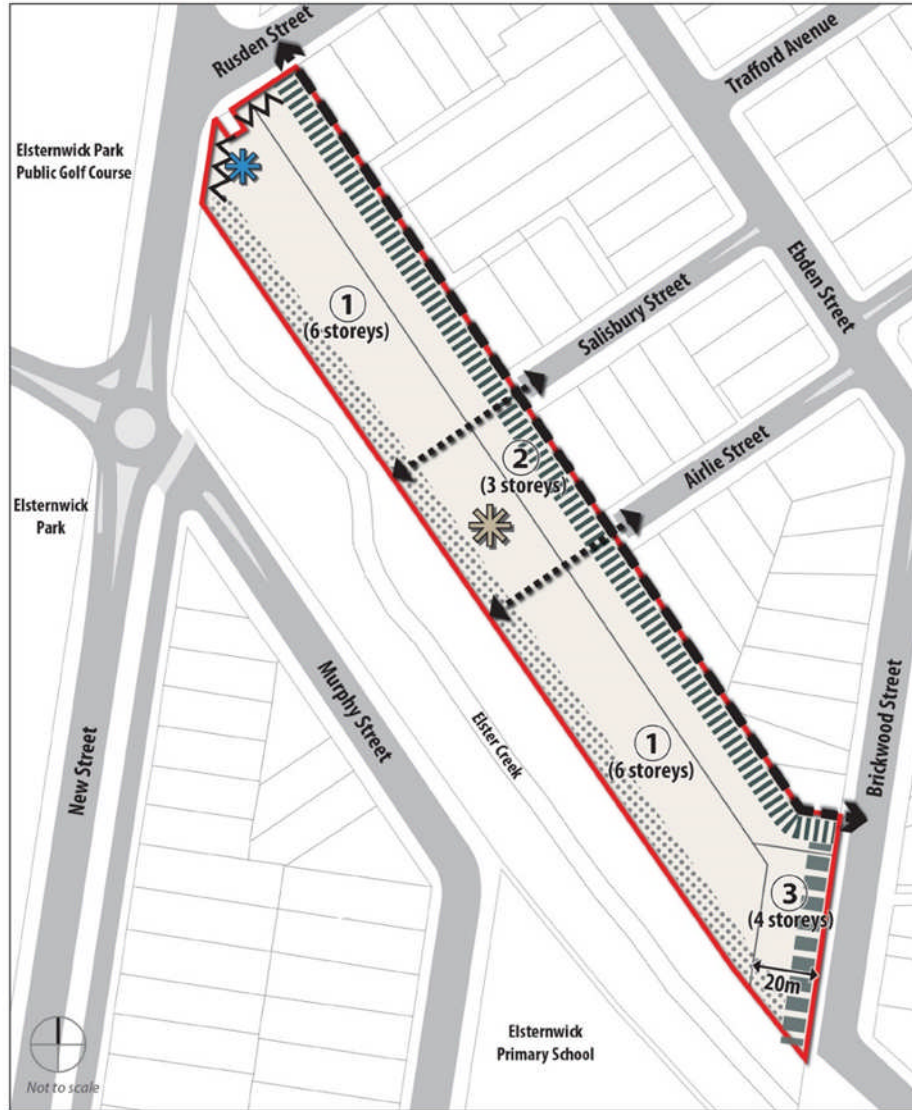 Rusden Street
Trafford Avenue
Elsternwick Park
Public Golf Course
Ebden Street
Salisbury Street
1
(6 storeys)
Airlie Street
2
(3 storeys)
Elsternwick
Park
Murphy Street
New Street
Elster Creek
1
(6 storeys)
Brickwood Street
3
(4 storeys)
20m
Elsternwick
Primary School
Not to scale